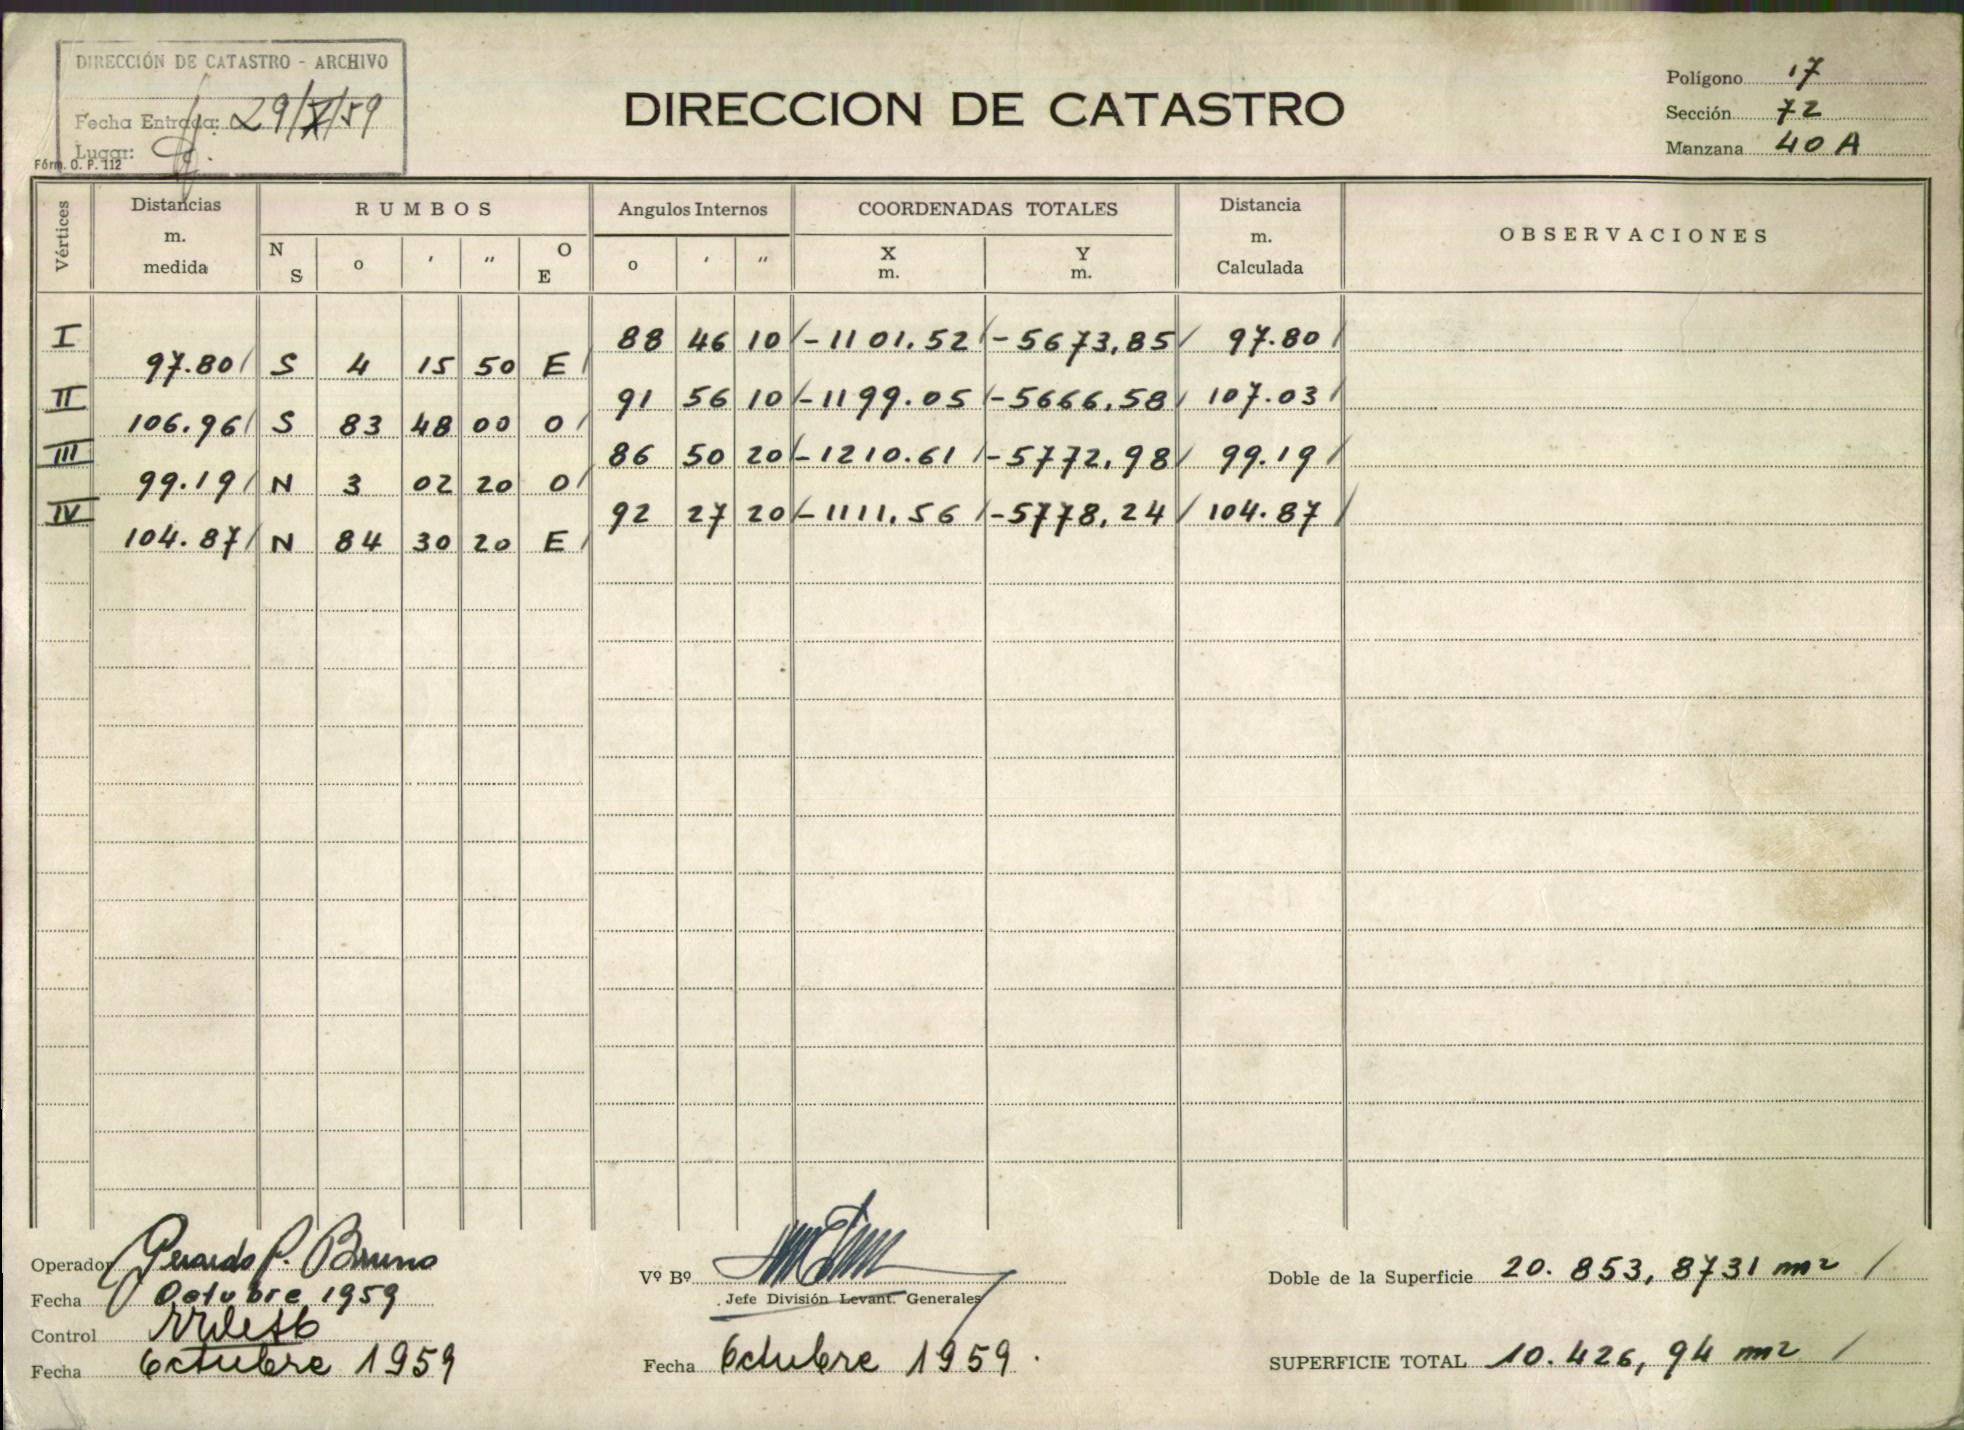 DIRECCIÓN DE CATASTRO - ARCHIVO
Fecha Entrada: 29/X/59
Lugar:
Fórm. O. P. 112
DIRECCION DE CATASTRO
Polígono 17
Sección 72
Manzana 40 A
Vértices Distancias m. medida RUMBOS Angulos Internos COORDENADAS TOTALES Distancia m. Calculada OBSERVACIONES
N S o ′ ″ O E o ′ ″ X m. Y m.
I 88 46 10 -1101.52 -5673,85 97.80
97.80 S 4 15 50 E
II 91 56 10 -1199.05 -5666,58 107.03
106.96 S 83 48 00 O
III 86 50 20 -1210.61 -5772,98 99.19
99.19 N 3 02 20 O
IV 92 27 20 -1111,56 -5778,24 104.87
104.87 N 84 30 20 E
Operador Gerardo P. Bruno
Fecha Octubre 1959
Control
Fecha Octubre 1959
Vº Bº
Jefe División Levant. Generales
Fecha Octubre 1959.
Doble de la Superficie 20.853,8731 m²
SUPERFICIE TOTAL 10.426,94 m²